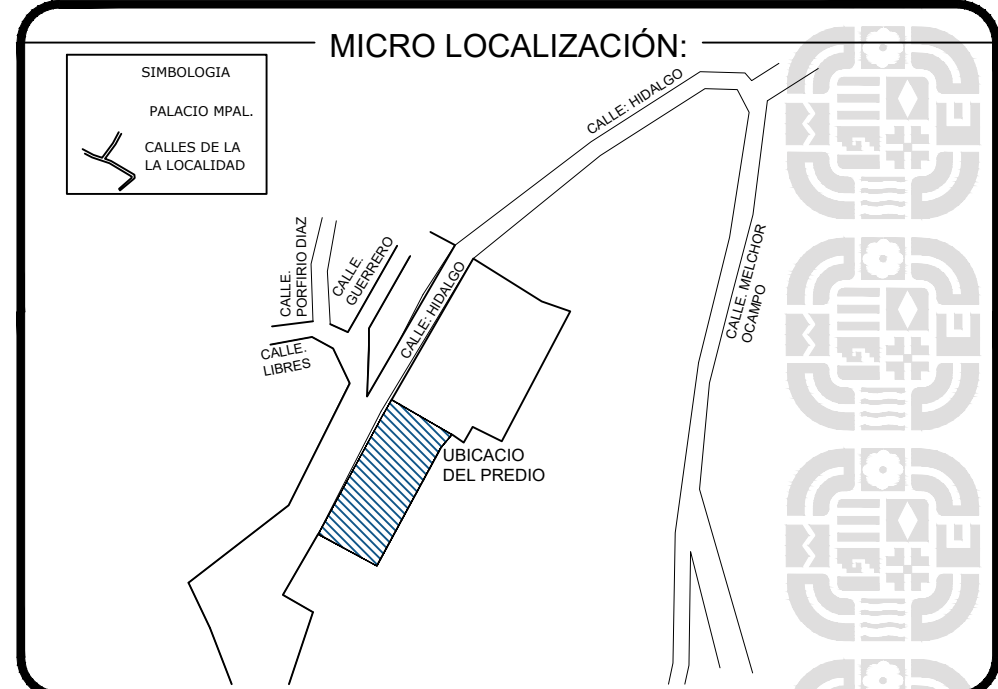 MICRO LOCALIZACIÓN:
SIMBOLOGIA
PALACIO MPAL.
CALLES DE LA
LA LOCALIDAD
CALLE: HIDALGO
CALLE.
PORFIRIO DIAZ
CALLE.
GUERRERO
CALLE: HIDALGO
CALLE. MELCHOR
OCAMPO
CALLE.
LIBRES
UBICACIO
DEL PREDIO